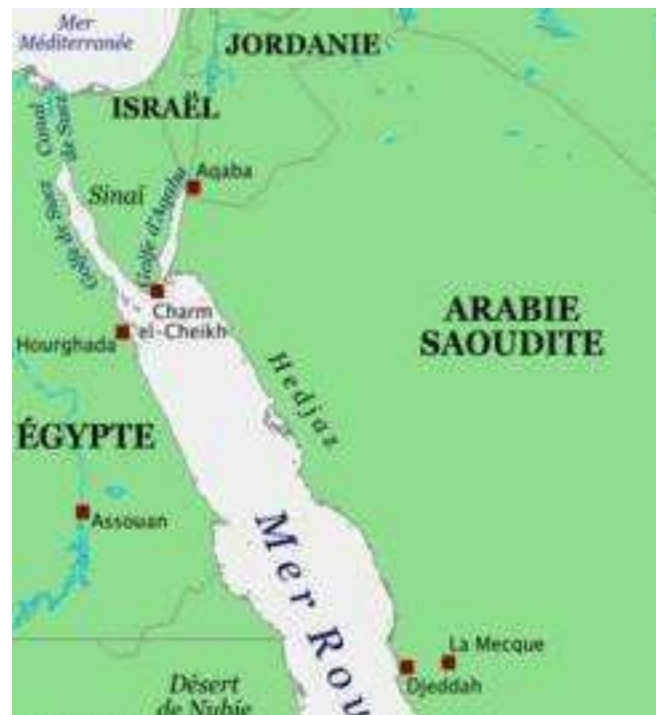 Mer
Méditerranée
JORDANIE
ISRAËL
Canal
de Suez
Aqaba
Sinaï
Golfe de Suez
Golfe d'Aqaba
Charm
el-Cheikh
Hourghada
ARABIE
SAOUDITE
Hedjaz
ÉGYPTE
Assouan
Mer Rou
La Mecque
Djeddah
Désert
de Nubie